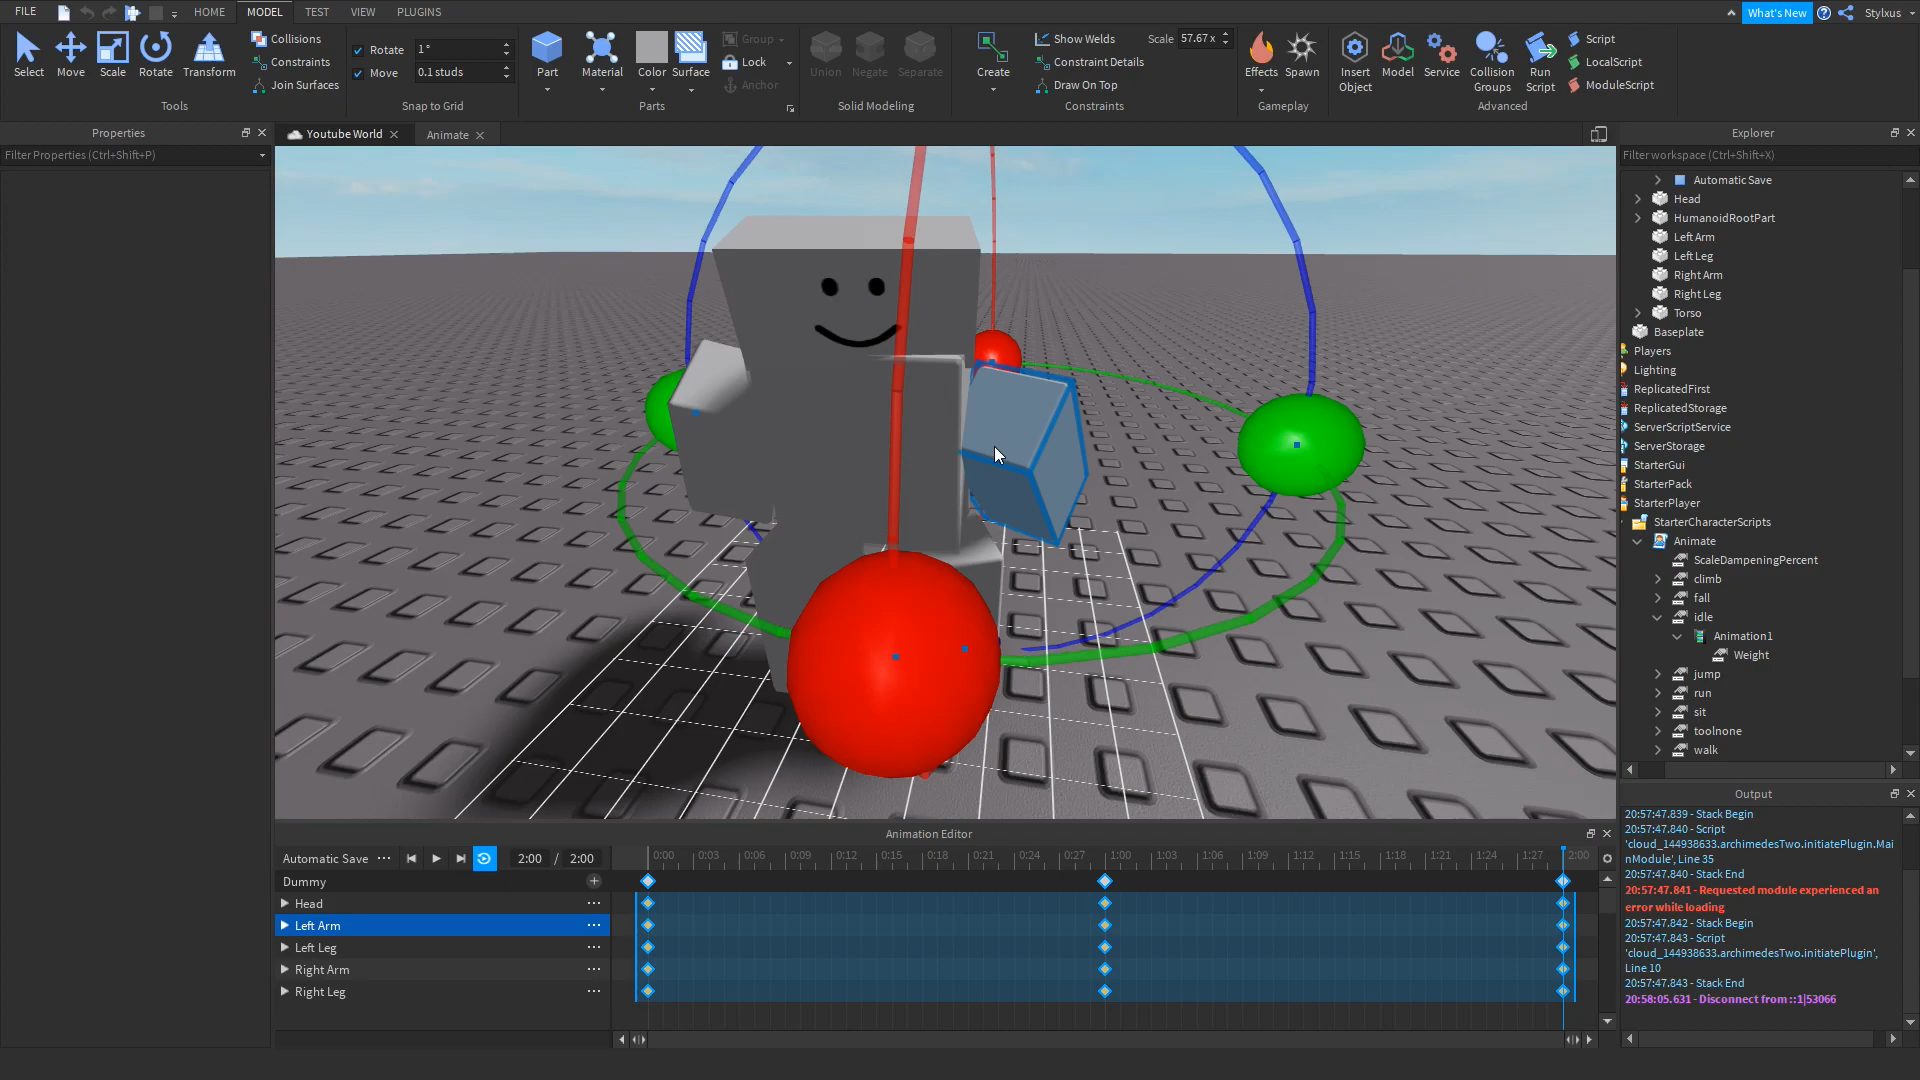 FILE
HOME
MODEL
TEST
VIEW
PLUGINS
What's New
Stylxus
Select
Move
Scale
Rotate
Transform
Collisions
Constraints
Join Surfaces
Tools
Rotate 1°
Move 0.1 studs
Snap to Grid
Part
Material
Color
Surface
Group
Lock
Anchor
Parts
Union
Negate
Separate
Solid Modeling
Create
Show Welds
Constraint Details
Draw On Top
Scale 57.67 x
Constraints
Effects
Spawn
Gameplay
Insert
Object
Model
Service
Collision
Groups
Run
Script
Script
LocalScript
ModuleScript
Advanced
Properties
Filter Properties (Ctrl+Shift+P)
Youtube World
Animate
Explorer
Filter workspace (Ctrl+Shift+X)
Automatic Save
Head
HumanoidRootPart
Left Arm
Left Leg
Right Arm
Right Leg
Torso
Baseplate
Players
Lighting
ReplicatedFirst
ReplicatedStorage
ServerScriptService
ServerStorage
StarterGui
StarterPack
StarterPlayer
StarterCharacterScripts
Animate
ScaleDampeningPercent
climb
fall
idle
Animation1
Weight
jump
run
sit
toolnone
walk
Output
20:57:47.839 - Stack Begin
20:57:47.840 - Script
'cloud_144938633.archimedesTwo.initiatePlugin.Mai
nModule', Line 35
20:57:47.840 - Stack End
20:57:47.841 - Requested module experienced an
error while loading
20:57:47.842 - Stack Begin
20:57:47.843 - Script
'cloud_144938633.archimedesTwo.initiatePlugin',
Line 10
20:57:47.843 - Stack End
20:58:05.631 - Disconnect from ::1|53066
Animation Editor
Automatic Save
2:00 / 2:00
0:00 0:03 0:06 0:09 0:12 0:15 0:18 0:21 0:24 0:27 1:00 1:03 1:06 1:09 1:12 1:15 1:18 1:21 1:24 1:27 2:00
Dummy
Head
Left Arm
Left Leg
Right Arm
Right Leg